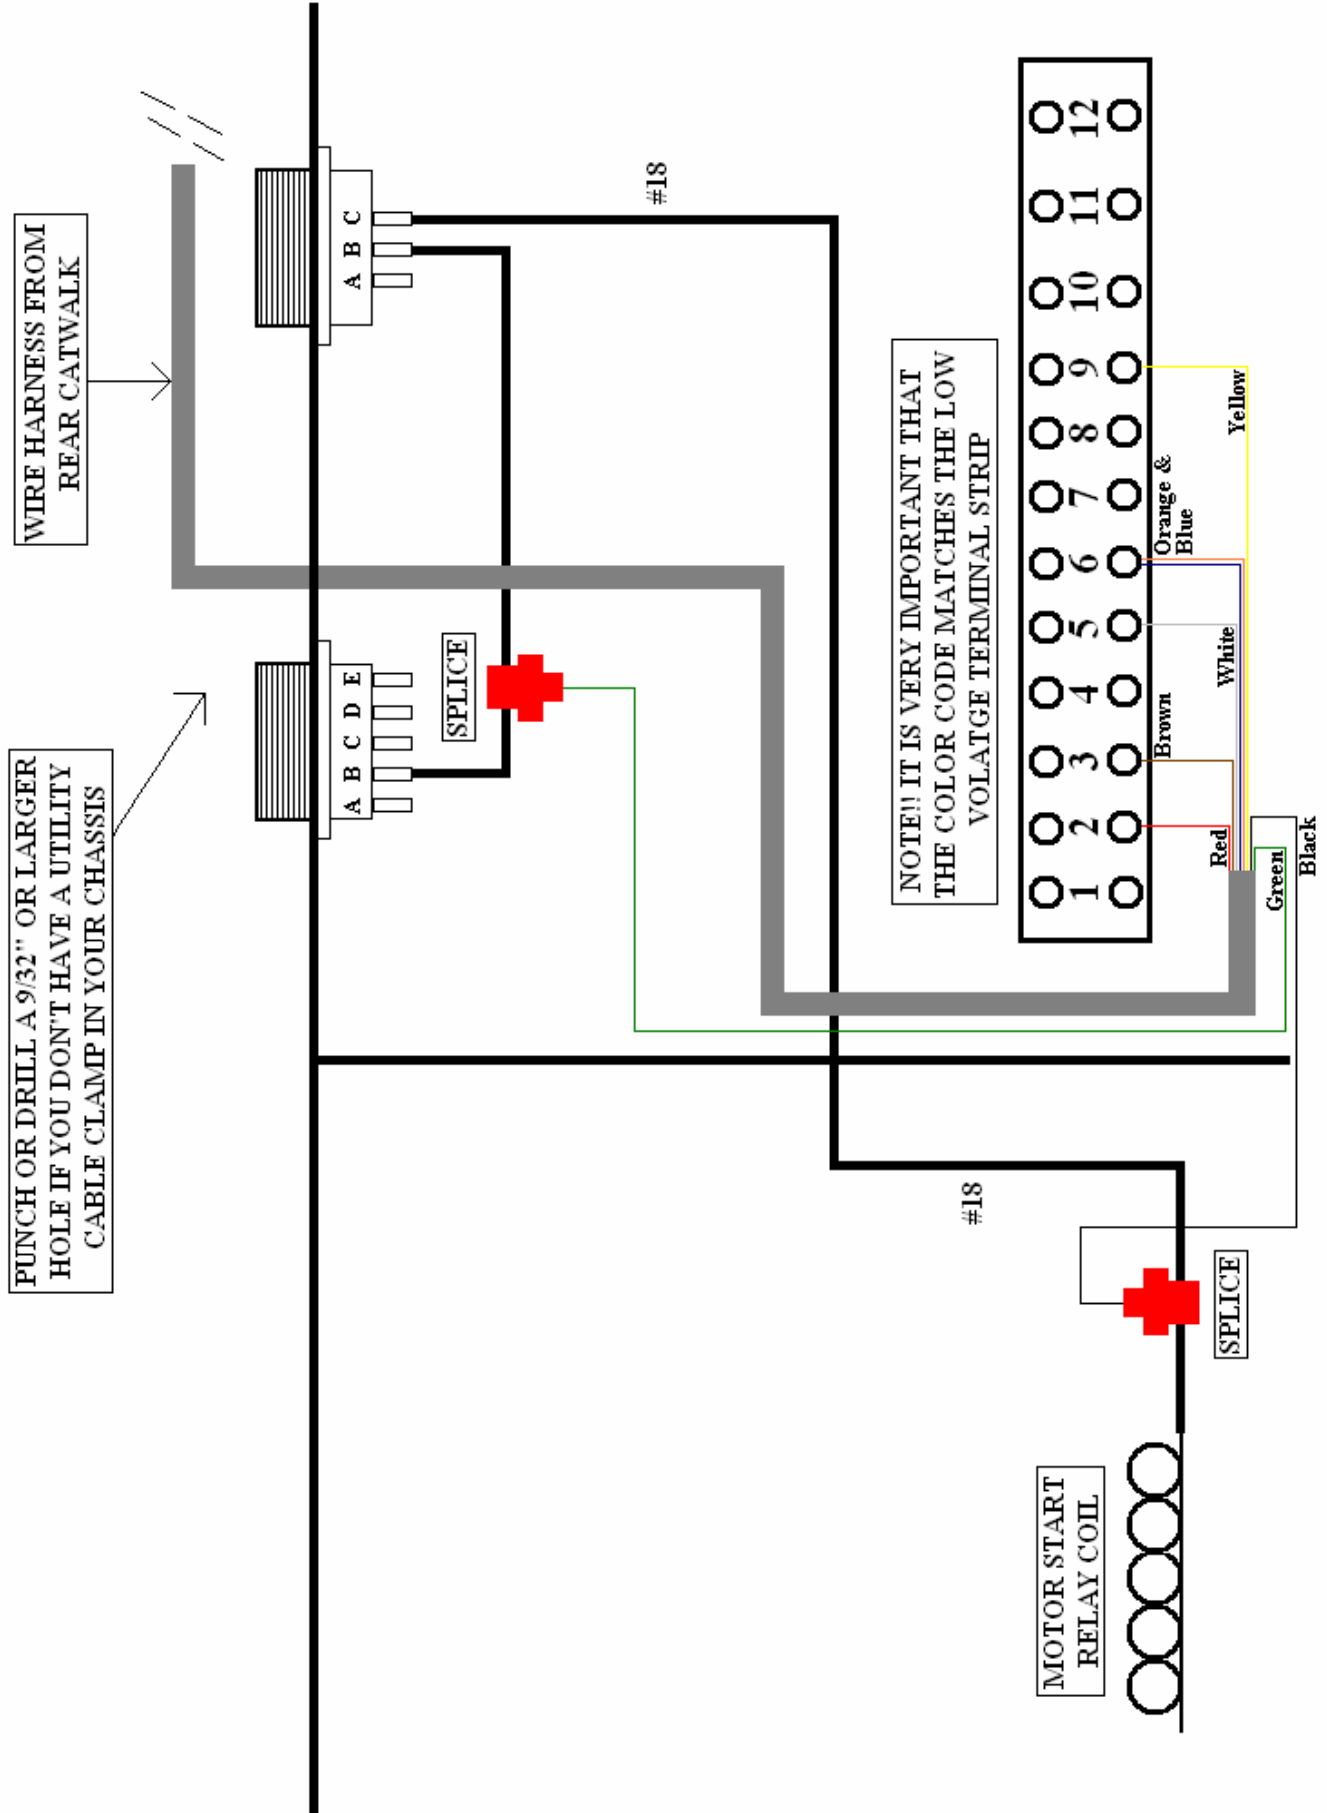 PUNCH OR DRILL A 9/32" OR LARGER
HOLE IF YOU DON'T HAVE A UTILITY
CABLE CLAMP IN YOUR CHASSIS
WIRE HARNESS FROM
REAR CATWALK
A B C D E
A B C
SPLICE
#18
NOTE!! IT IS VERY IMPORTANT THAT
THE COLOR CODE MATCHES THE LOW
VOLATGE TERMINAL STRIP
1 2 3 4 5 6 7 8 9 10 11 12
Red
Brown
White
Orange &
Blue
Yellow
Green
Black
#18
SPLICE
MOTOR START
RELAY COIL